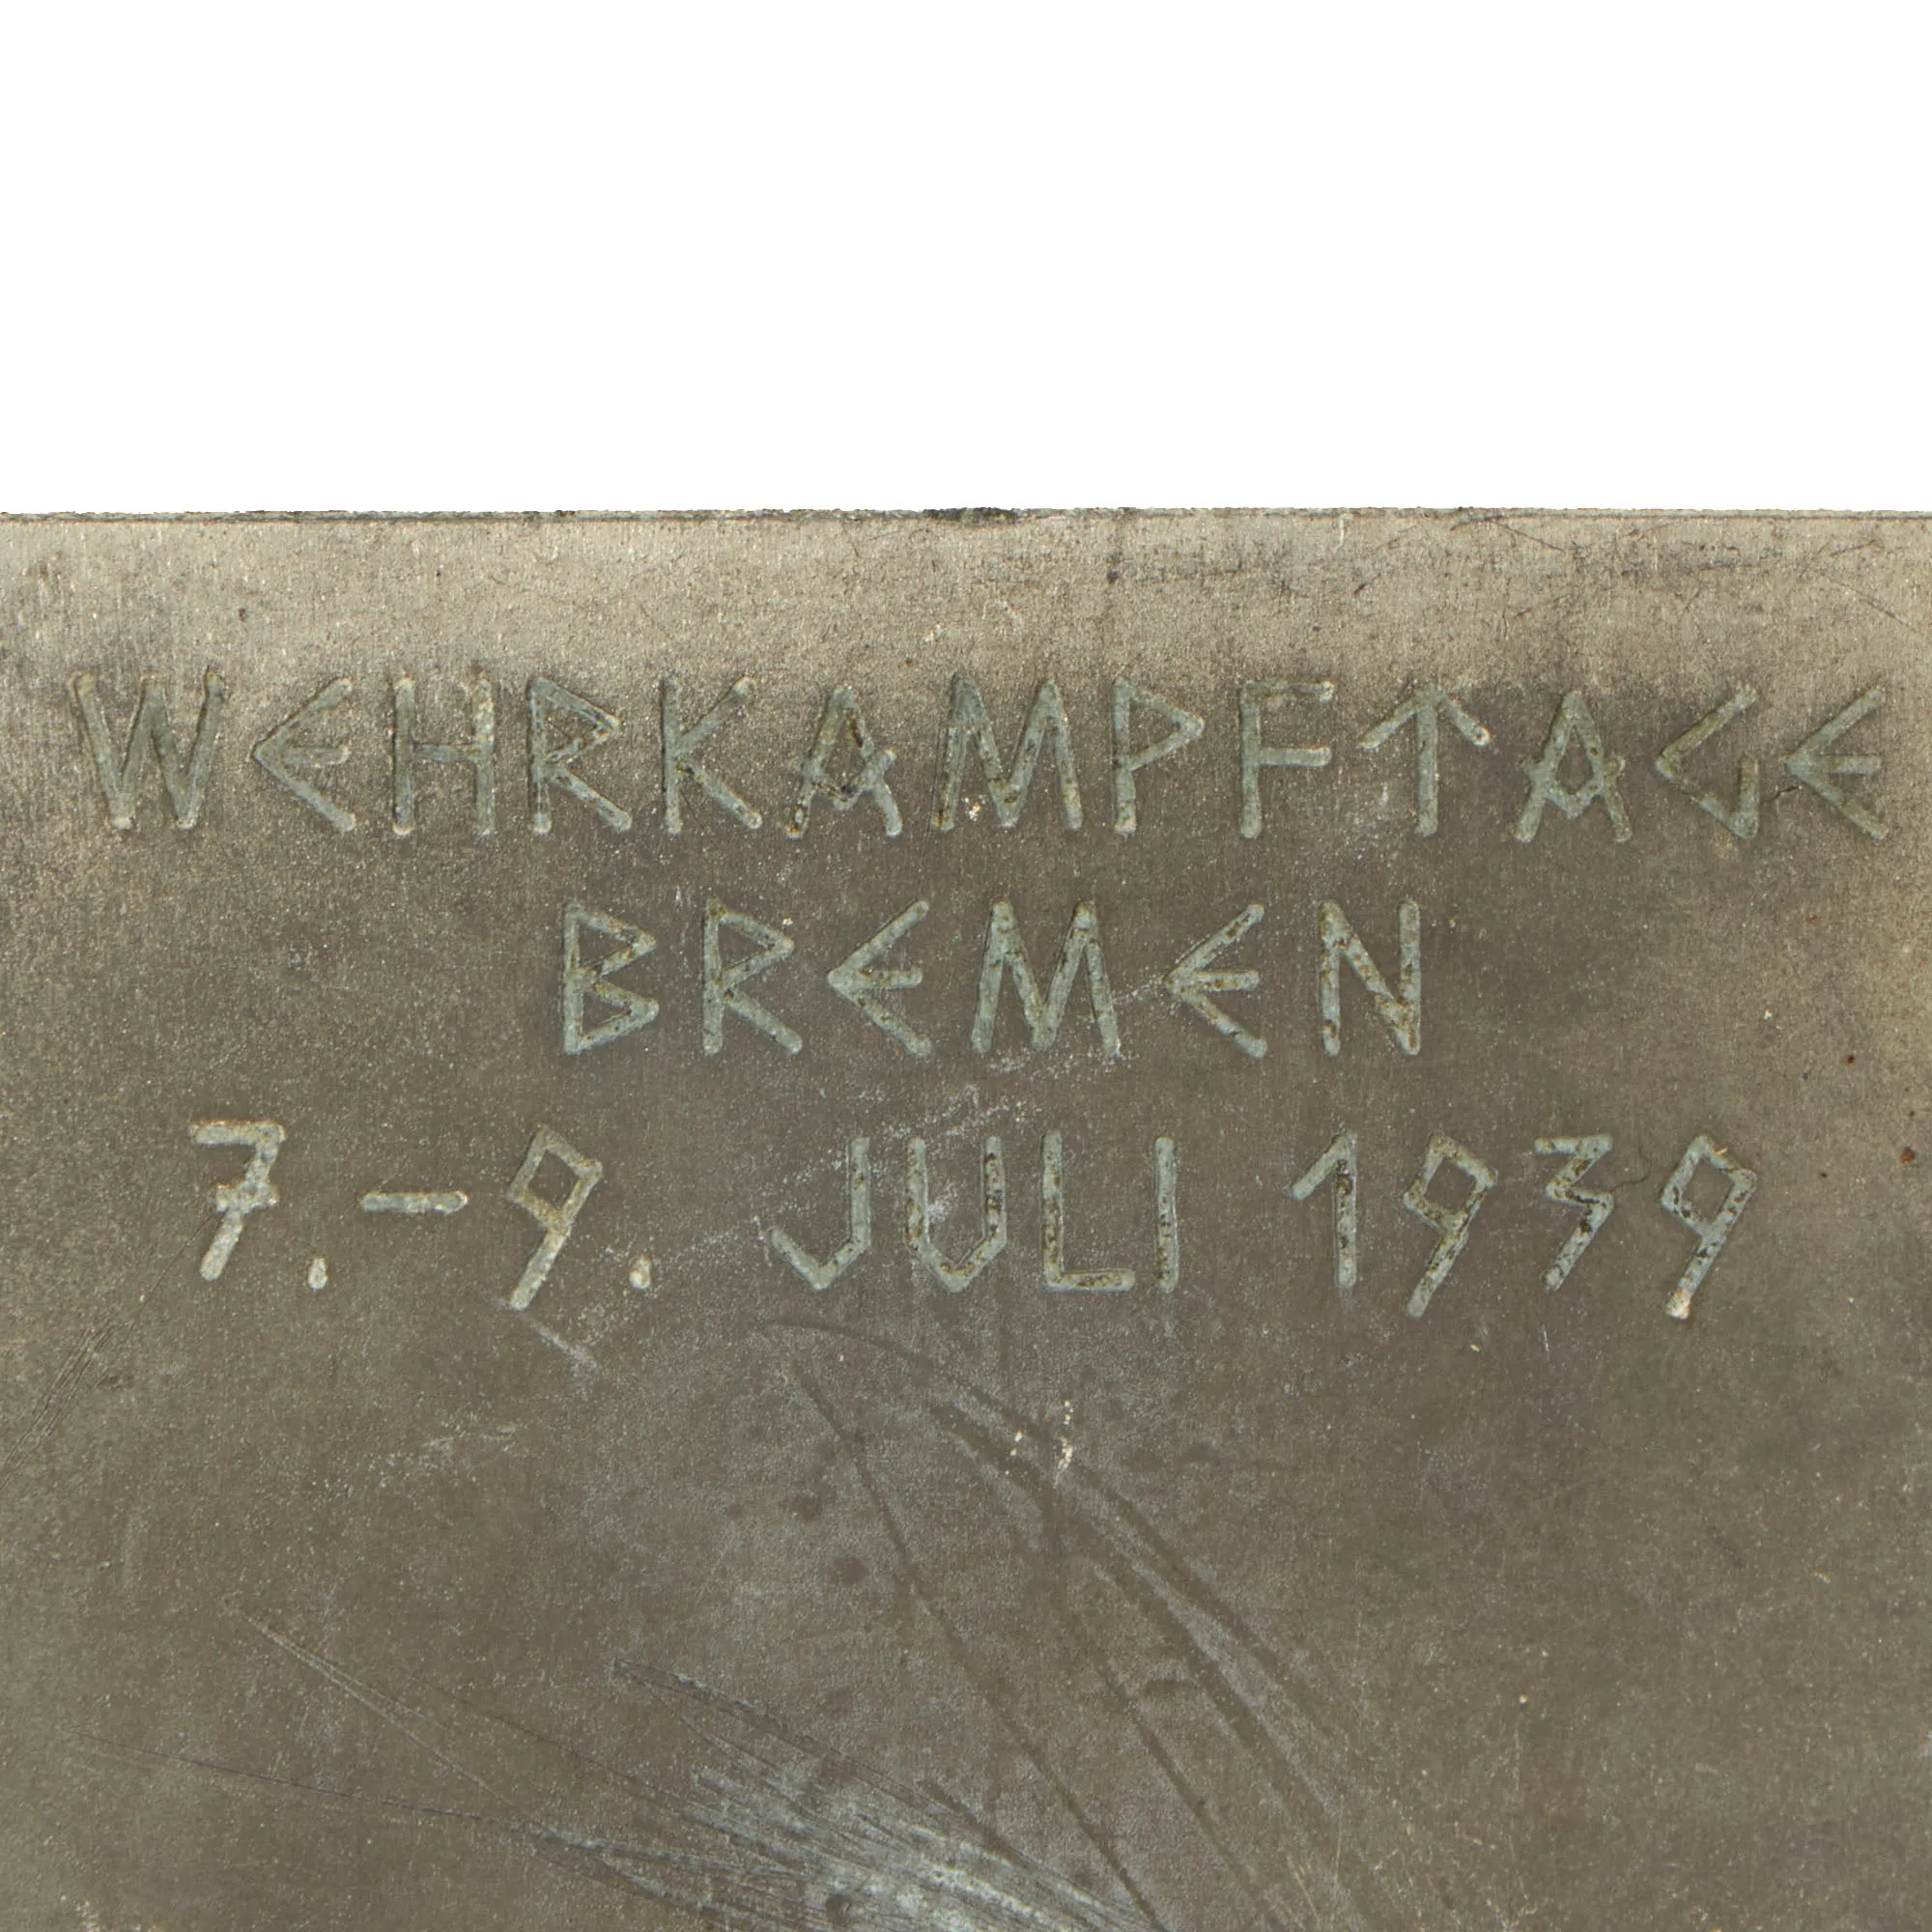 WEHRKAMPFTAGE
BREMEN
7.-9. JULI 1939